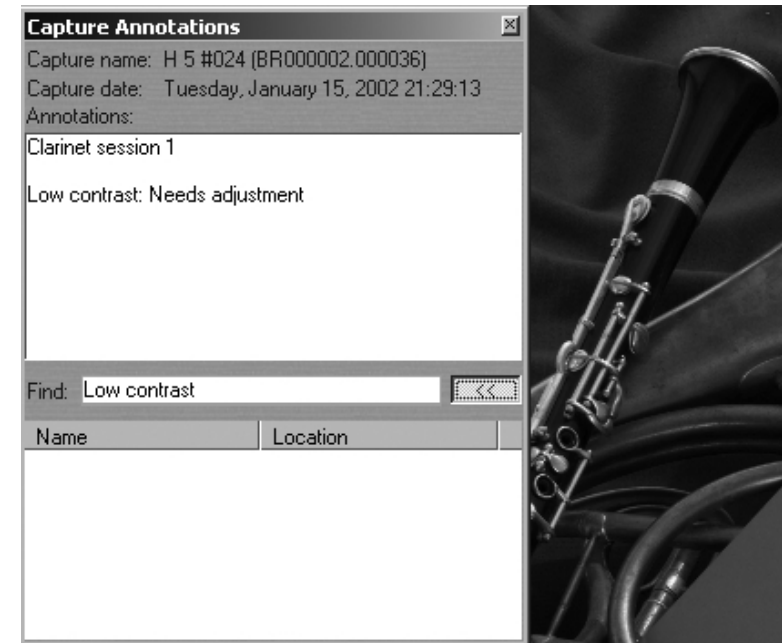 Capture Annotations
Capture name: H 5 #024 (BR000002.000036)
Capture date: Tuesday, January 15, 2002 21:29:13
Annotations:
Clarinet session 1
Low contrast: Needs adjustment
Find: Low contrast <<
Name Location